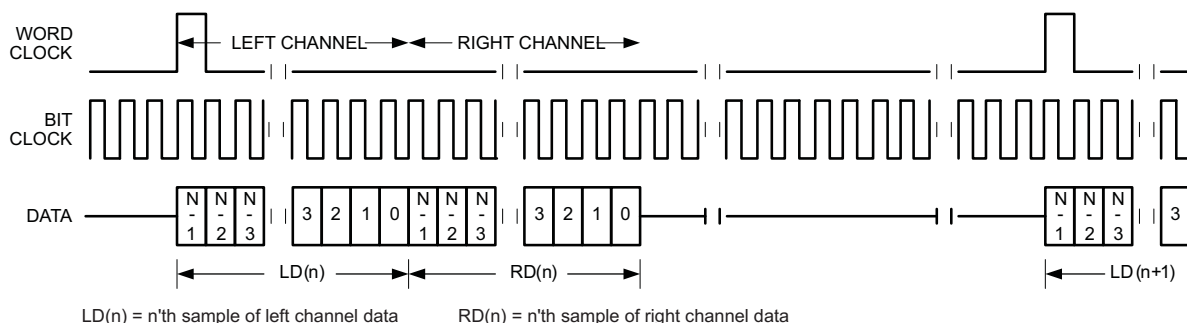 WORD
CLOCK
LEFT CHANNEL
RIGHT CHANNEL
BIT
CLOCK
DATA
N-1 N-2 N-3 3 2 1 0 N-1 N-2 N-3 3 2 1 0 N-1 N-2 N-3 3
LD(n) RD(n) LD(n+1)
LD(n) = n'th sample of left channel data
RD(n) = n'th sample of right channel data